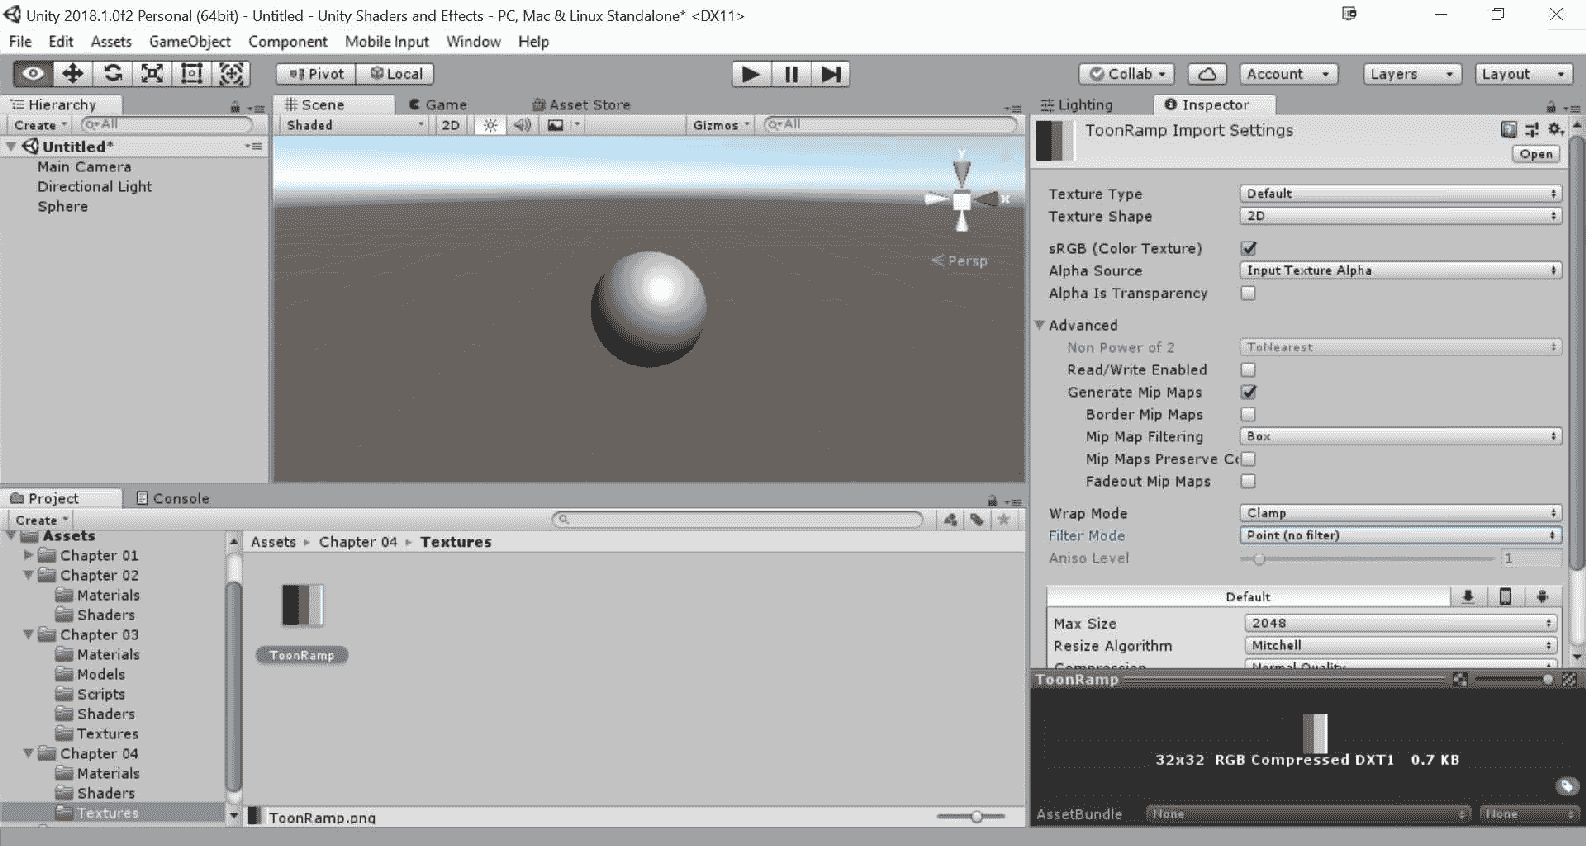 Unity 2018.1.0f2 Personal (64bit) - Untitled - Unity Shaders and Effects - PC, Mac & Linux Standalone* <DX11>
File Edit Assets GameObject Component Mobile Input Window Help
Pivot Local Collab Account Layers Layout
Hierarchy
Create All
Untitled*
Main Camera
Directional Light
Sphere
Scene Game Asset Store
Shaded 2D Gizmos All
y
x
Persp
Lighting Inspector
ToonRamp Import Settings
Open
Texture Type Default
Texture Shape 2D
sRGB (Color Texture)
Alpha Source Input Texture Alpha
Alpha Is Transparency
Advanced
Non Power of 2 ToNearest
Read/Write Enabled
Generate Mip Maps
Border Mip Maps
Mip Map Filtering Box
Mip Maps Preserve Co
Fadeout Mip Maps
Wrap Mode Clamp
Filter Mode Point (no filter)
Aniso Level 1
Default
Max Size 2048
Resize Algorithm Mitchell
Compression Normal Quality
ToonRamp
32x32 RGB Compressed DXT1 0.7 KB
AssetBundle None None
Project Console
Create
Assets
Chapter 01
Chapter 02
Materials
Shaders
Chapter 03
Materials
Models
Scripts
Shaders
Textures
Chapter 04
Materials
Shaders
Textures
Assets Chapter 04 Textures
ToonRamp
ToonRamp.png